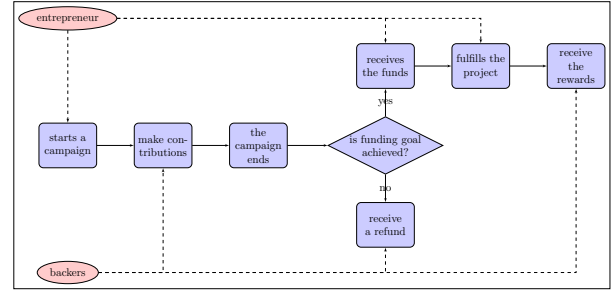 entrepreneur
receives
the funds
fulfills the
project
receive
the
rewards
yes
starts a
campaign
make con-
tributions
the
campaign
ends
is funding goal
achieved?
no
receive
a refund
backers